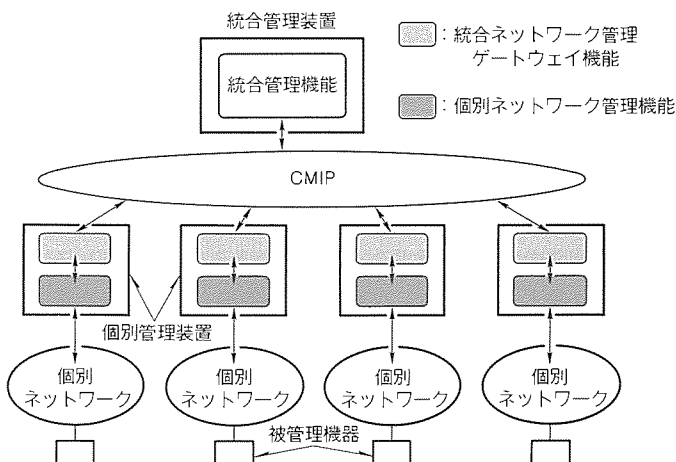 統合管理装置
統合管理機能
:統合ネットワーク管理
ゲートウェイ機能
:個別ネットワーク管理機能
CMIP
個別管理装置
個別
ネットワーク
個別
ネットワーク
個別
ネットワーク
個別
ネットワーク
被管理機器